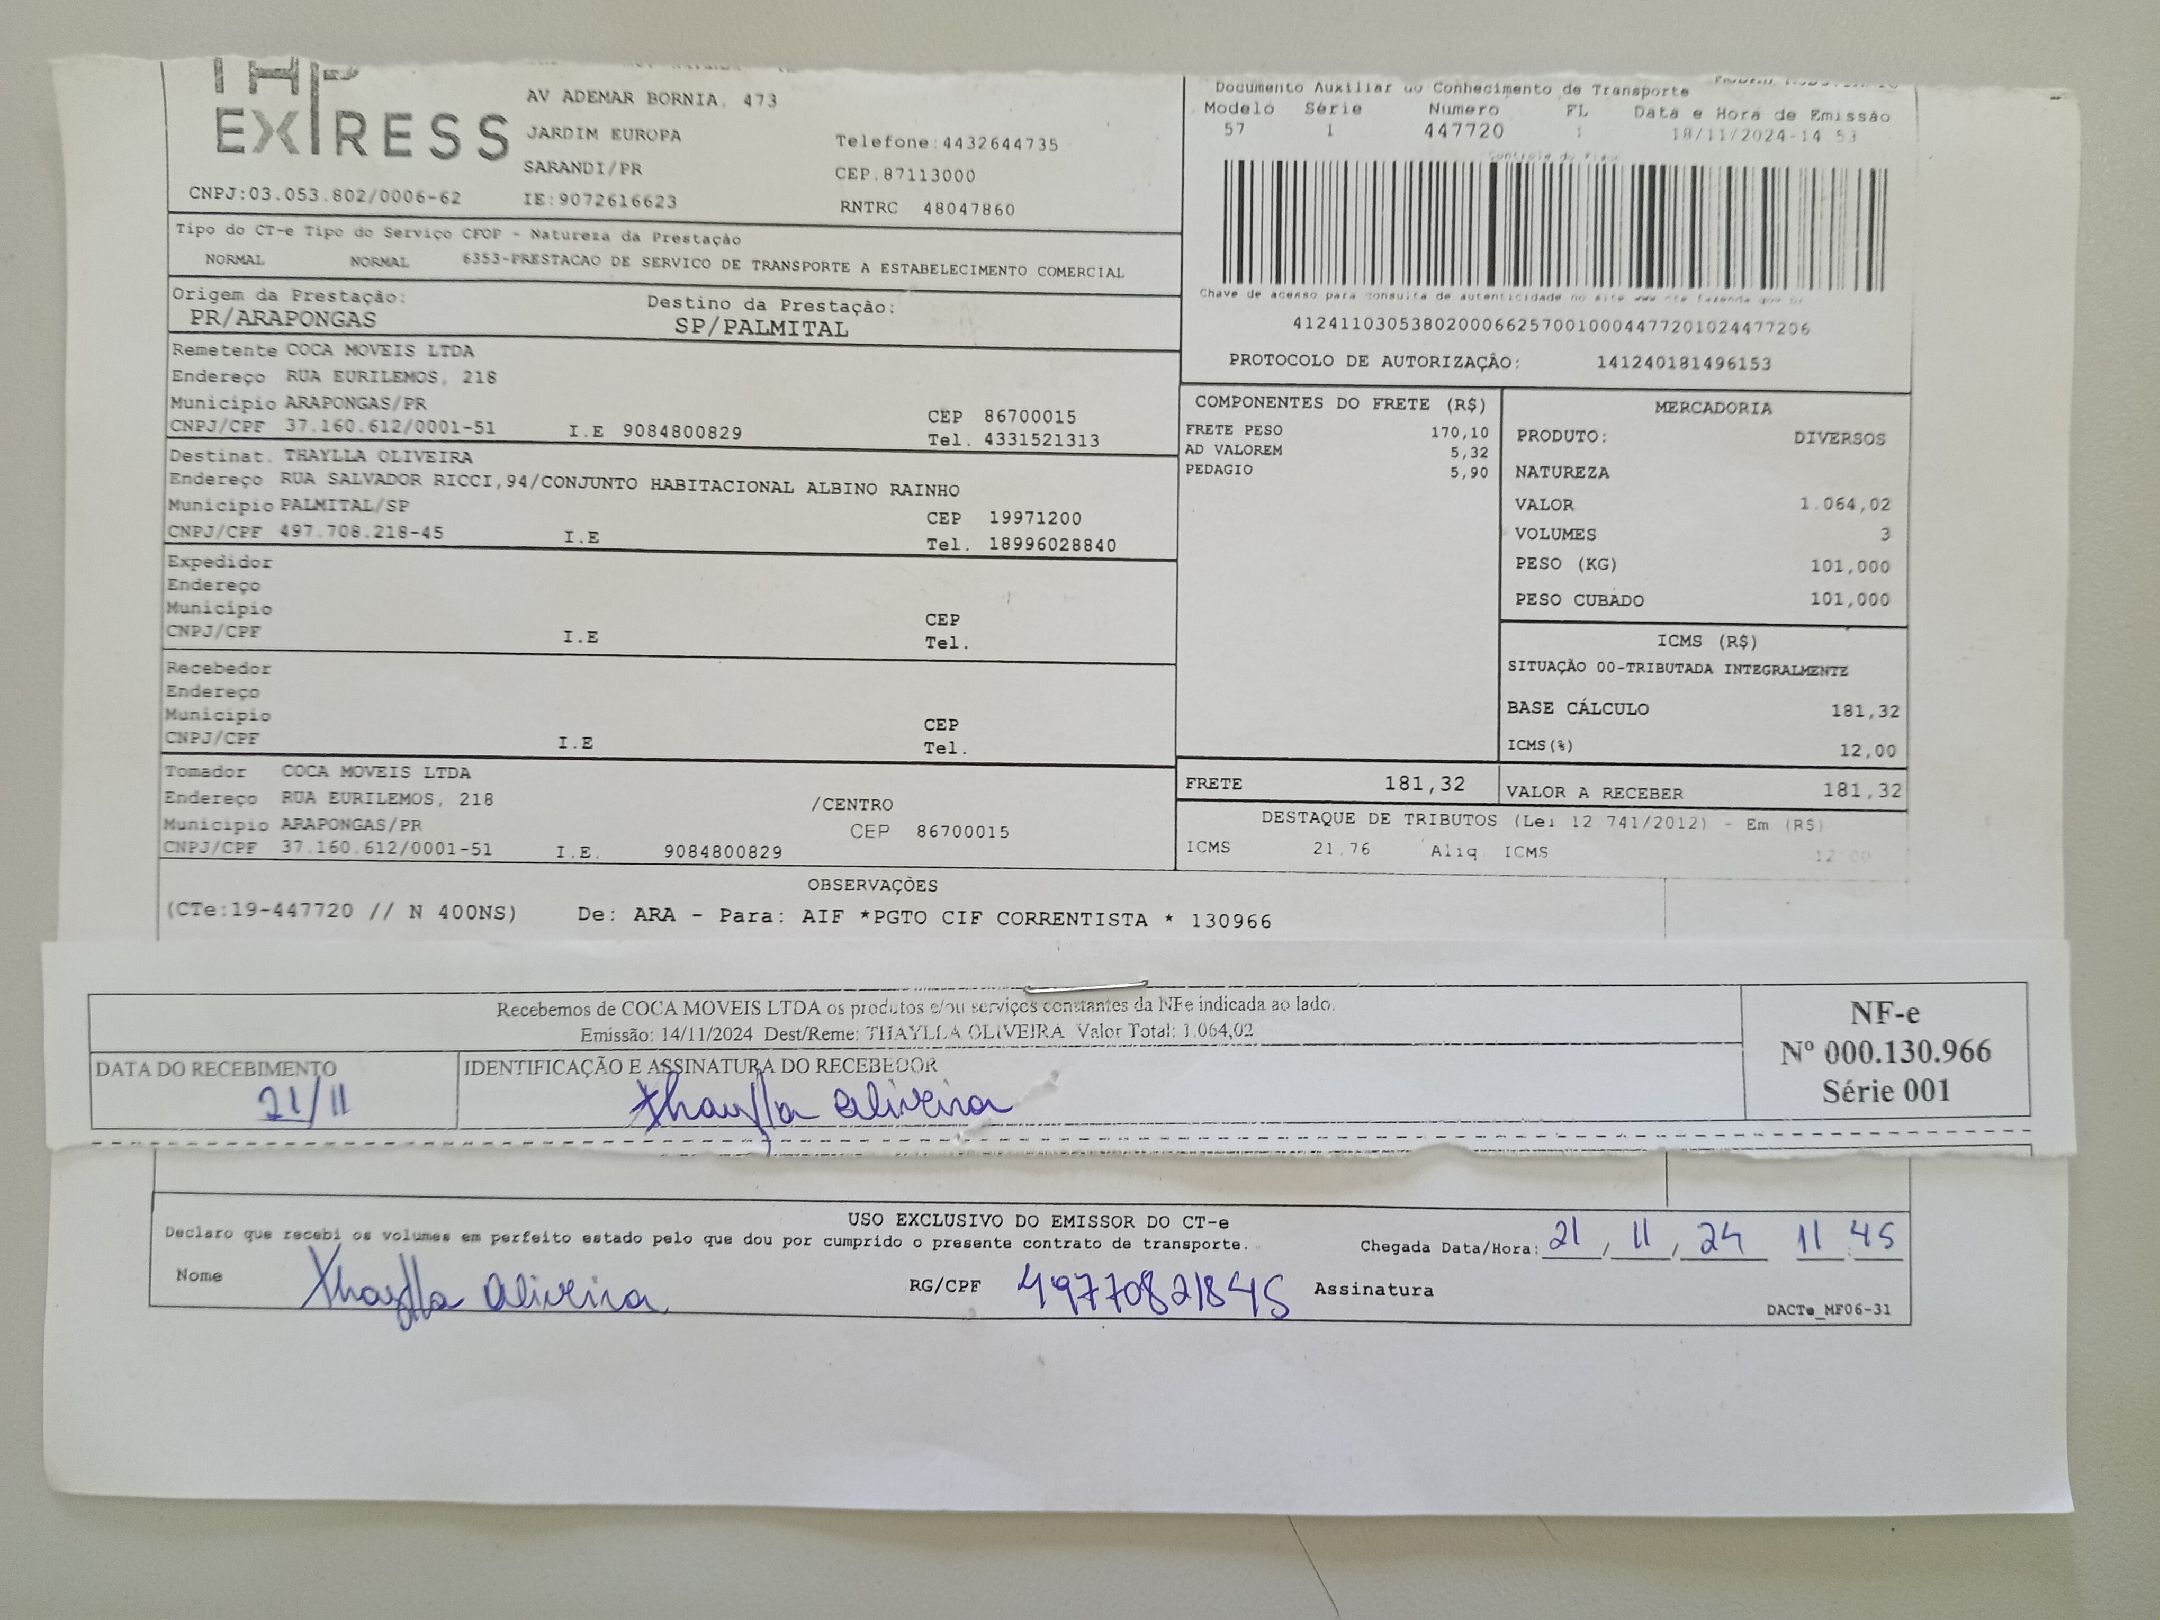 EXPRESS
AV ADEMAR BORNIA, 473
JARDIM EUROPA
SARANDI/PR
Telefone:4432644735
CEP.87113000
CNPJ:03.053.802/0006-62 IE:9072616623 RNTRC 48047860
Documento Auxiliar do Conhecimento de Transporte
Modelo Série Numero FL Data e Hora de Emissão
57 1 447720 1 18/11/2024-14 53
Tipo do CT-e Tipo do Serviço CFOP - Natureza da Prestação
NORMAL NORMAL 6353-PRESTACAO DE SERVICO DE TRANSPORTE A ESTABELECIMENTO COMERCIAL
Chave de acesso para consulta de autenticidade no site www cte fazenda gov br
41241103053802000662570010004477201024477206
PROTOCOLO DE AUTORIZAÇÃO: 141240181496153
Origem da Prestação: Destino da Prestação:
PR/ARAPONGAS SP/PALMITAL
Remetente COCA MOVEIS LTDA
Endereço RUA EURILEMOS, 218
Municipio ARAPONGAS/PR CEP 86700015
CNPJ/CPF 37.160.612/0001-51 I.E 9084800829 Tel. 4331521313
Destinat. THAYLLA OLIVEIRA
Endereço RUA SALVADOR RICCI,94/CONJUNTO HABITACIONAL ALBINO RAINHO
Municipio PALMITAL/SP CEP 19971200
CNPJ/CPF 497.708.218-45 I.E Tel. 18996028840
Expedidor
Endereço
Município CEP
CNPJ/CPF I.E Tel.
Recebedor
Endereço
Municipio CEP
CNPJ/CPF I.E Tel.
Tomador COCA MOVEIS LTDA
Endereço RUA EURILEMOS, 218 /CENTRO
Municipio ARAPONGAS/PR CEP 86700015
CNPJ/CPF 37.160.612/0001-51 I.E. 9084800829
COMPONENTES DO FRETE (R$)
FRETE PESO 170,10
AD VALOREM 5,32
PEDAGIO 5,90
MERCADORIA
PRODUTO: DIVERSOS
NATUREZA
VALOR 1.064,02
VOLUMES 3
PESO (KG) 101,000
PESO CUBADO 101,000
ICMS (R$)
SITUAÇÃO 00-TRIBUTADA INTEGRALMENTE
BASE CÁLCULO 181,32
ICMS(%) 12,00
FRETE 181,32 VALOR A RECEBER 181,32
DESTAQUE DE TRIBUTOS (Lei 12 741/2012) - Em (R$)
ICMS 21,76 Aliq. ICMS 12 00
OBSERVAÇÕES
(CTe:19-447720 // N 400NS) De: ARA - Para: AIF *PGTO CIF CORRENTISTA * 130966
Recebemos de COCA MOVEIS LTDA os produtos e/ou serviços constantes da NFe indicada ao lado.
Emissão: 14/11/2024 Dest/Reme: THAYLLA OLIVEIRA Valor Total: 1.064,02
DATA DO RECEBIMENTO IDENTIFICAÇÃO E ASSINATURA DO RECEBEDOR
21/11 Thaylla Oliveira
NF-e
Nº 000.130.966
Série 001
USO EXCLUSIVO DO EMISSOR DO CT-e
Declaro que recebi os volumes em perfeito estado pelo que dou por cumprido o presente contrato de transporte. Chegada Data/Hora: 21, 11, 24 11:45
Nome Thaylla Oliveira RG/CPF 49770821845 Assinatura
DACTe_MF06-31